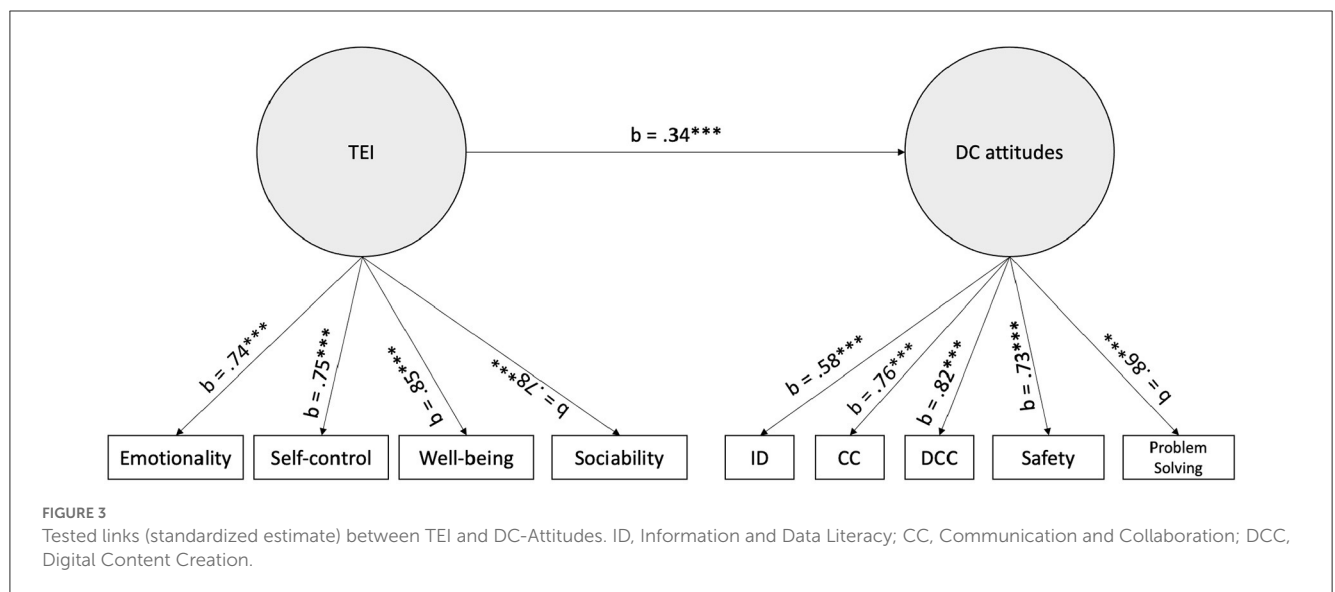 b = .34***
TEI
DC attitudes
b = .74***
b = .75***
b = .85***
b = .78***
b = .58***
b = .76***
b = .82***
b = .73***
b = .86***
Emotionality
Self-control
Well-being
Sociability
ID
CC
DCC
Safety
Problem
Solving
FIGURE 3
Tested links (standardized estimate) between TEI and DC-Attitudes. ID, Information and Data Literacy; CC, Communication and Collaboration; DCC,
Digital Content Creation.